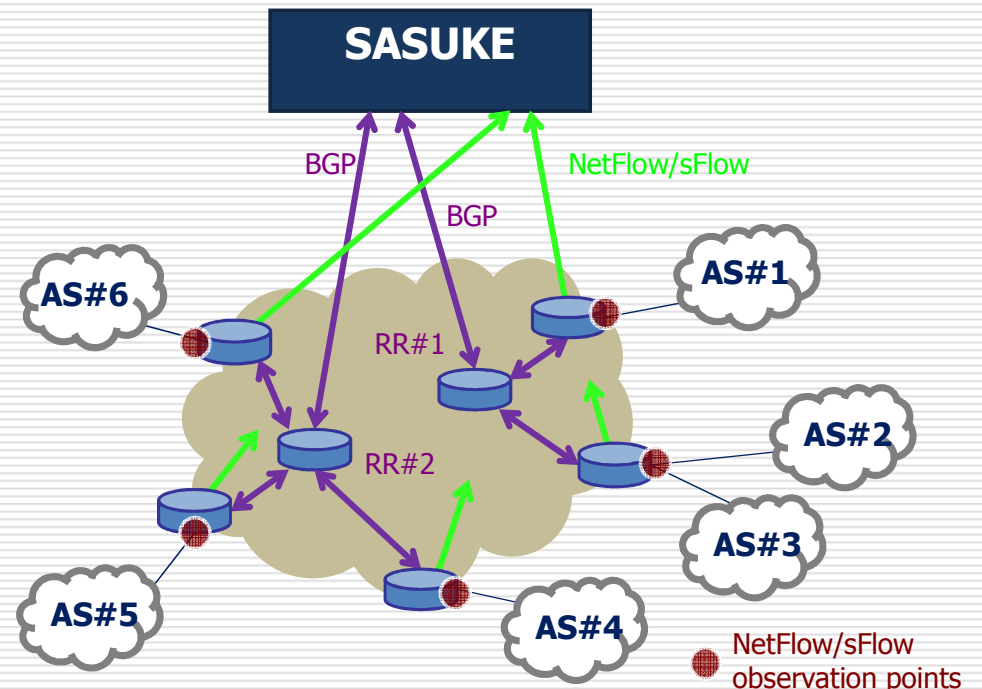 SASUKE
BGP
NetFlow/sFlow
BGP
AS#6
AS#1
RR#1
AS#2
RR#2
AS#3
AS#5
AS#4
NetFlow/sFlow
observation points